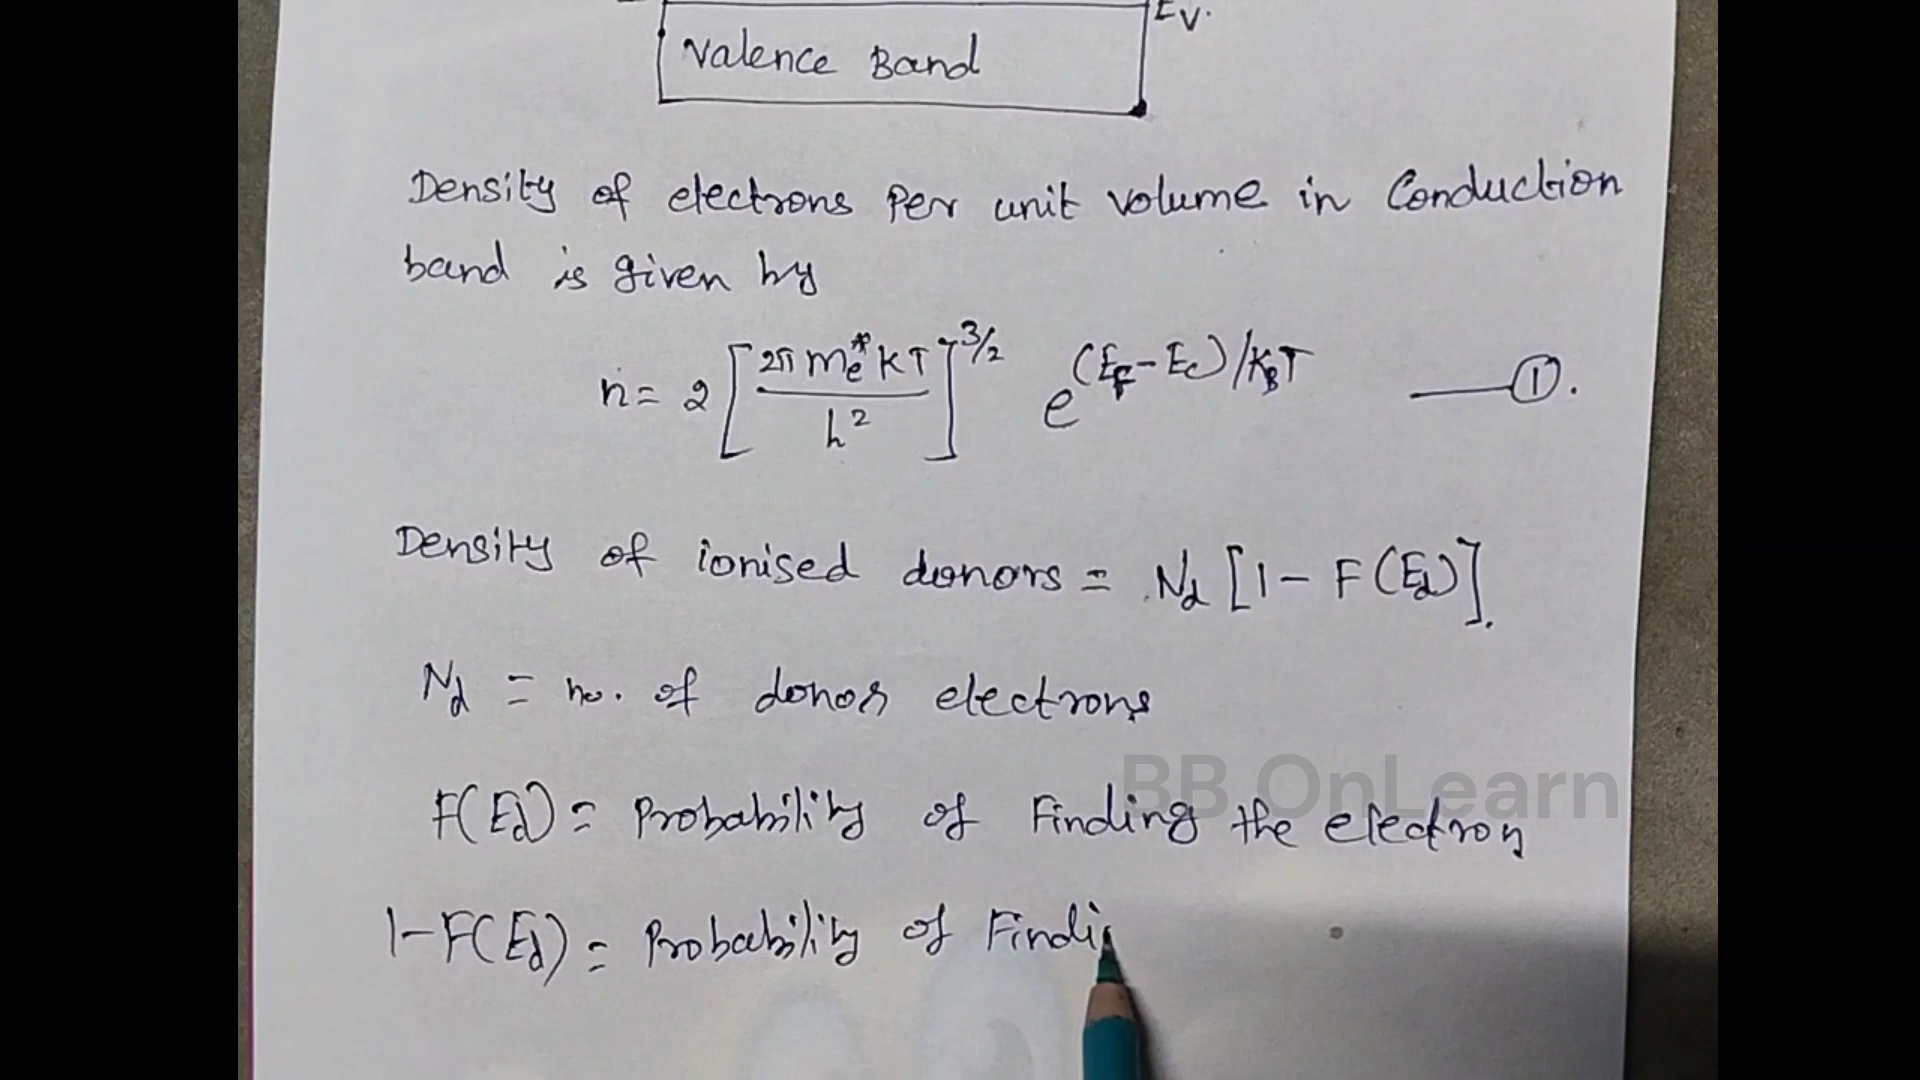 Ev.
Valence Band
Density of electrons Per unit volume in Conduction
band is given by
n = 2 [2π me* kT / h²]^3/2 e^(EF - Ec)/KBT —— ①.
Density of ionised donors = Nd [1 - F(Ed)].
Nd = no. of donor electrons
BB OnLearn
F(Ed) = Probability of Finding the electron
1-F(Ed) = Probability of Findi